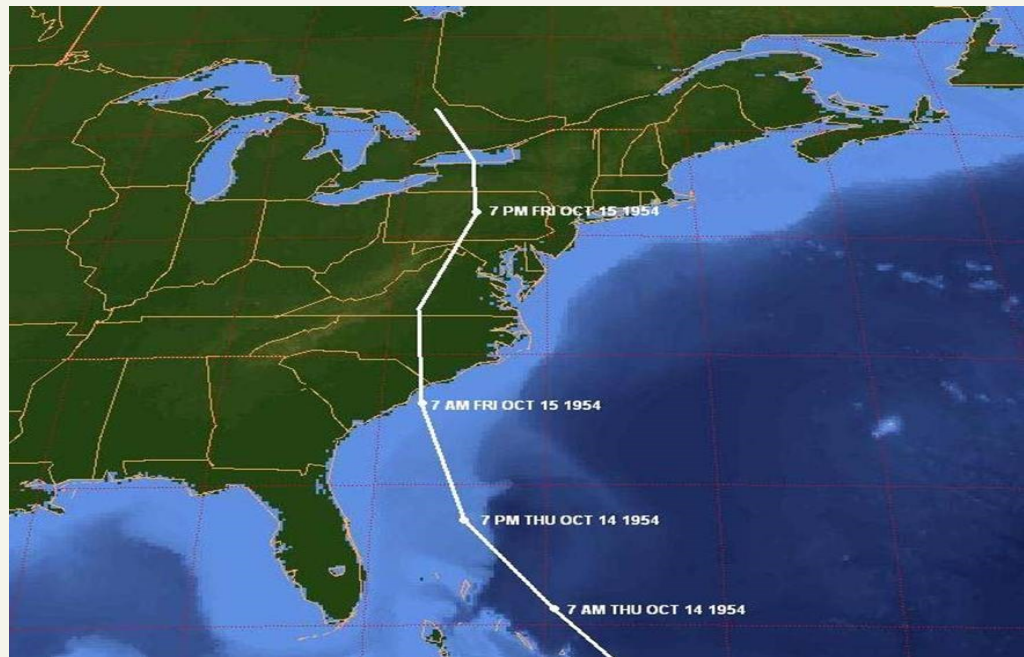 7 PM FRI OCT 15 1954
7 AM FRI OCT 15 1954
7 PM THU OCT 14 1954
7 AM THU OCT 14 1954